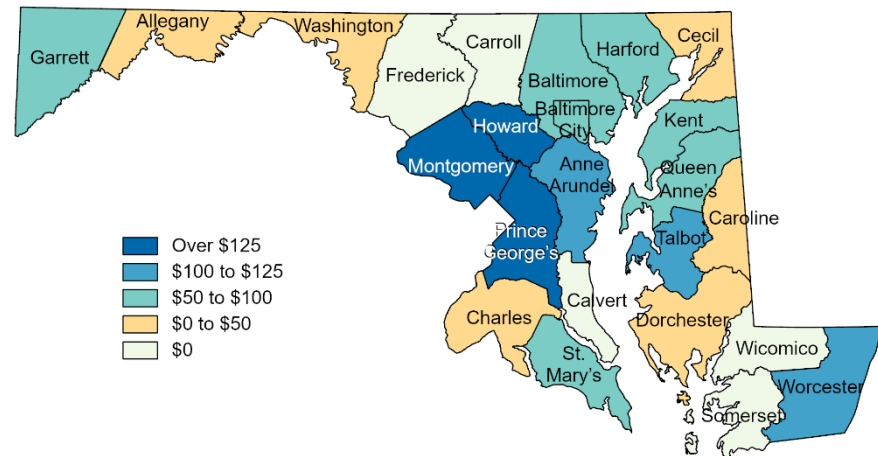 Garrett
Allegany
Washington
Frederick
Carroll
Baltimore
Harford
Cecil
Baltimore
City
Howard
Montgomery
Anne
Arundel
Kent
Queen
Anne's
Prince
George's
Talbot
Caroline
Calvert
Charles
St.
Mary's
Dorchester
Wicomico
Worcester
Somerset
Over $125
$100 to $125
$50 to $100
$0 to $50
$0